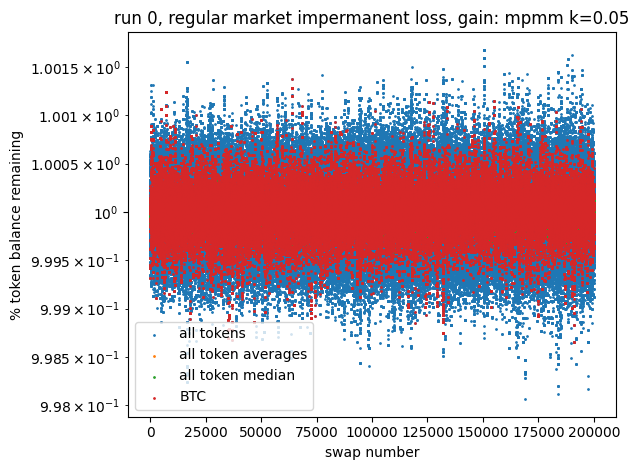 run 0, regular market impermanent loss, gain: mpmm k=0.05
% token balance remaining
1.0015 × 10⁰
1.001 × 10⁰
1.0005 × 10⁰
10⁰
9.995 × 10⁻¹
9.99 × 10⁻¹
9.985 × 10⁻¹
9.98 × 10⁻¹
all tokens
all token averages
all token median
BTC
0 25000 50000 75000 100000 125000 150000 175000 200000
swap number